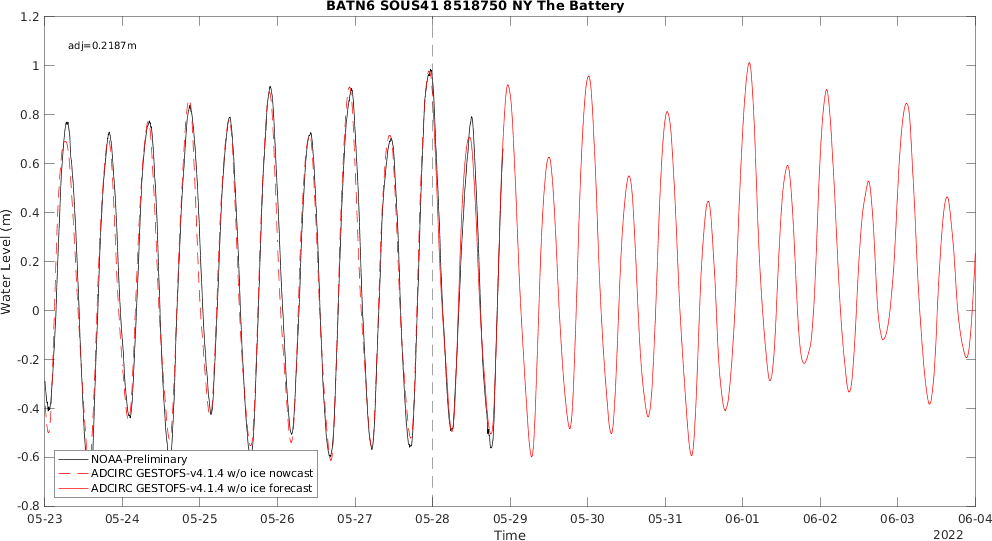 BATN6 SOUS41 8518750 NY The Battery
adj=0.2187m
1.2
1
0.8
0.6
0.4
0.2
0
-0.2
-0.4
-0.6
-0.8
Water Level (m)
NOAA-Preliminary
ADCIRC GESTOFS-v4.1.4 w/o ice nowcast
ADCIRC GESTOFS-v4.1.4 w/o ice forecast
05-23 05-24 05-25 05-26 05-27 05-28 05-29 05-30 05-31 06-01 06-02 06-03 06-04
Time
2022